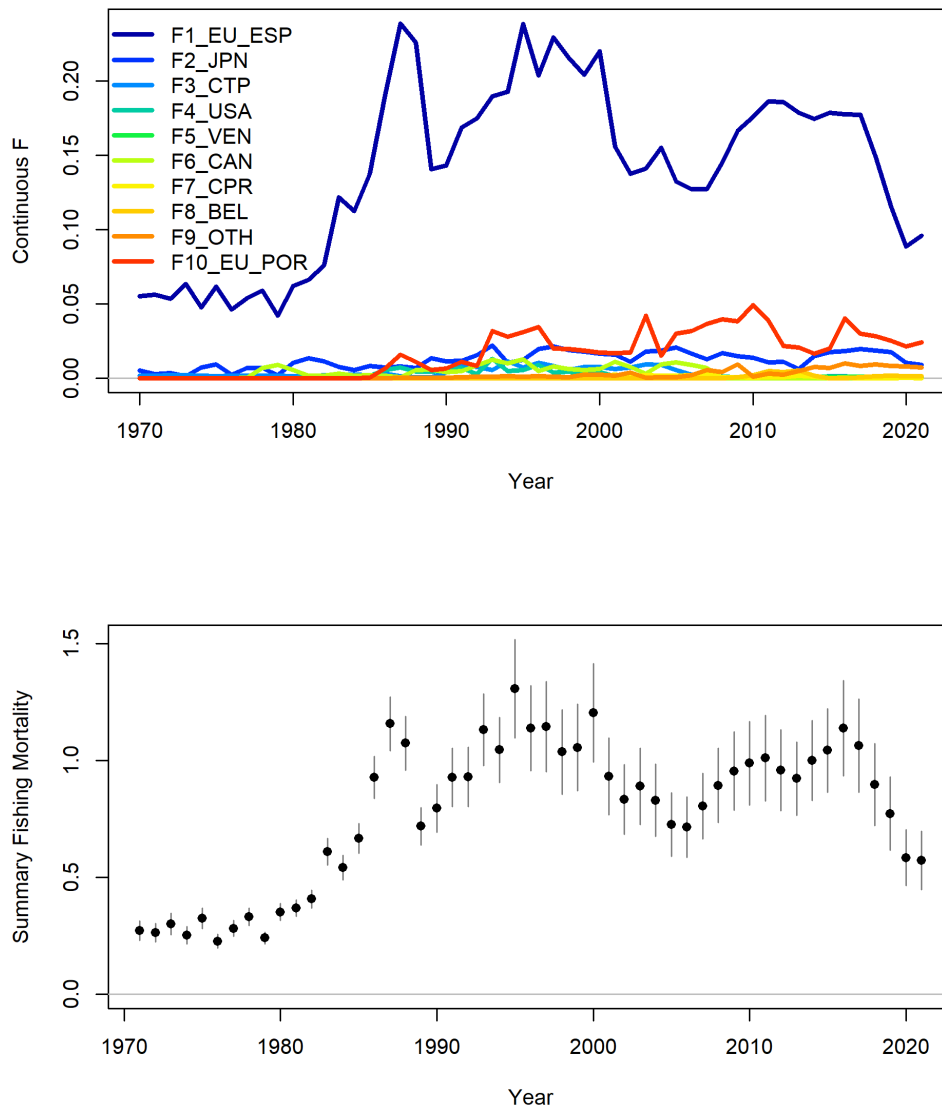 F1_EU_ESP
F2_JPN
F3_CTP
F4_USA
F5_VEN
F6_CAN
F7_CPR
F8_BEL
F9_OTH
F10_EU_POR
Continuous F
0.00 0.05 0.10 0.15 0.20
1970 1980 1990 2000 2010 2020
Year
Summary Fishing Mortality
0.0 0.5 1.0 1.5
1970 1980 1990 2000 2010 2020
Year